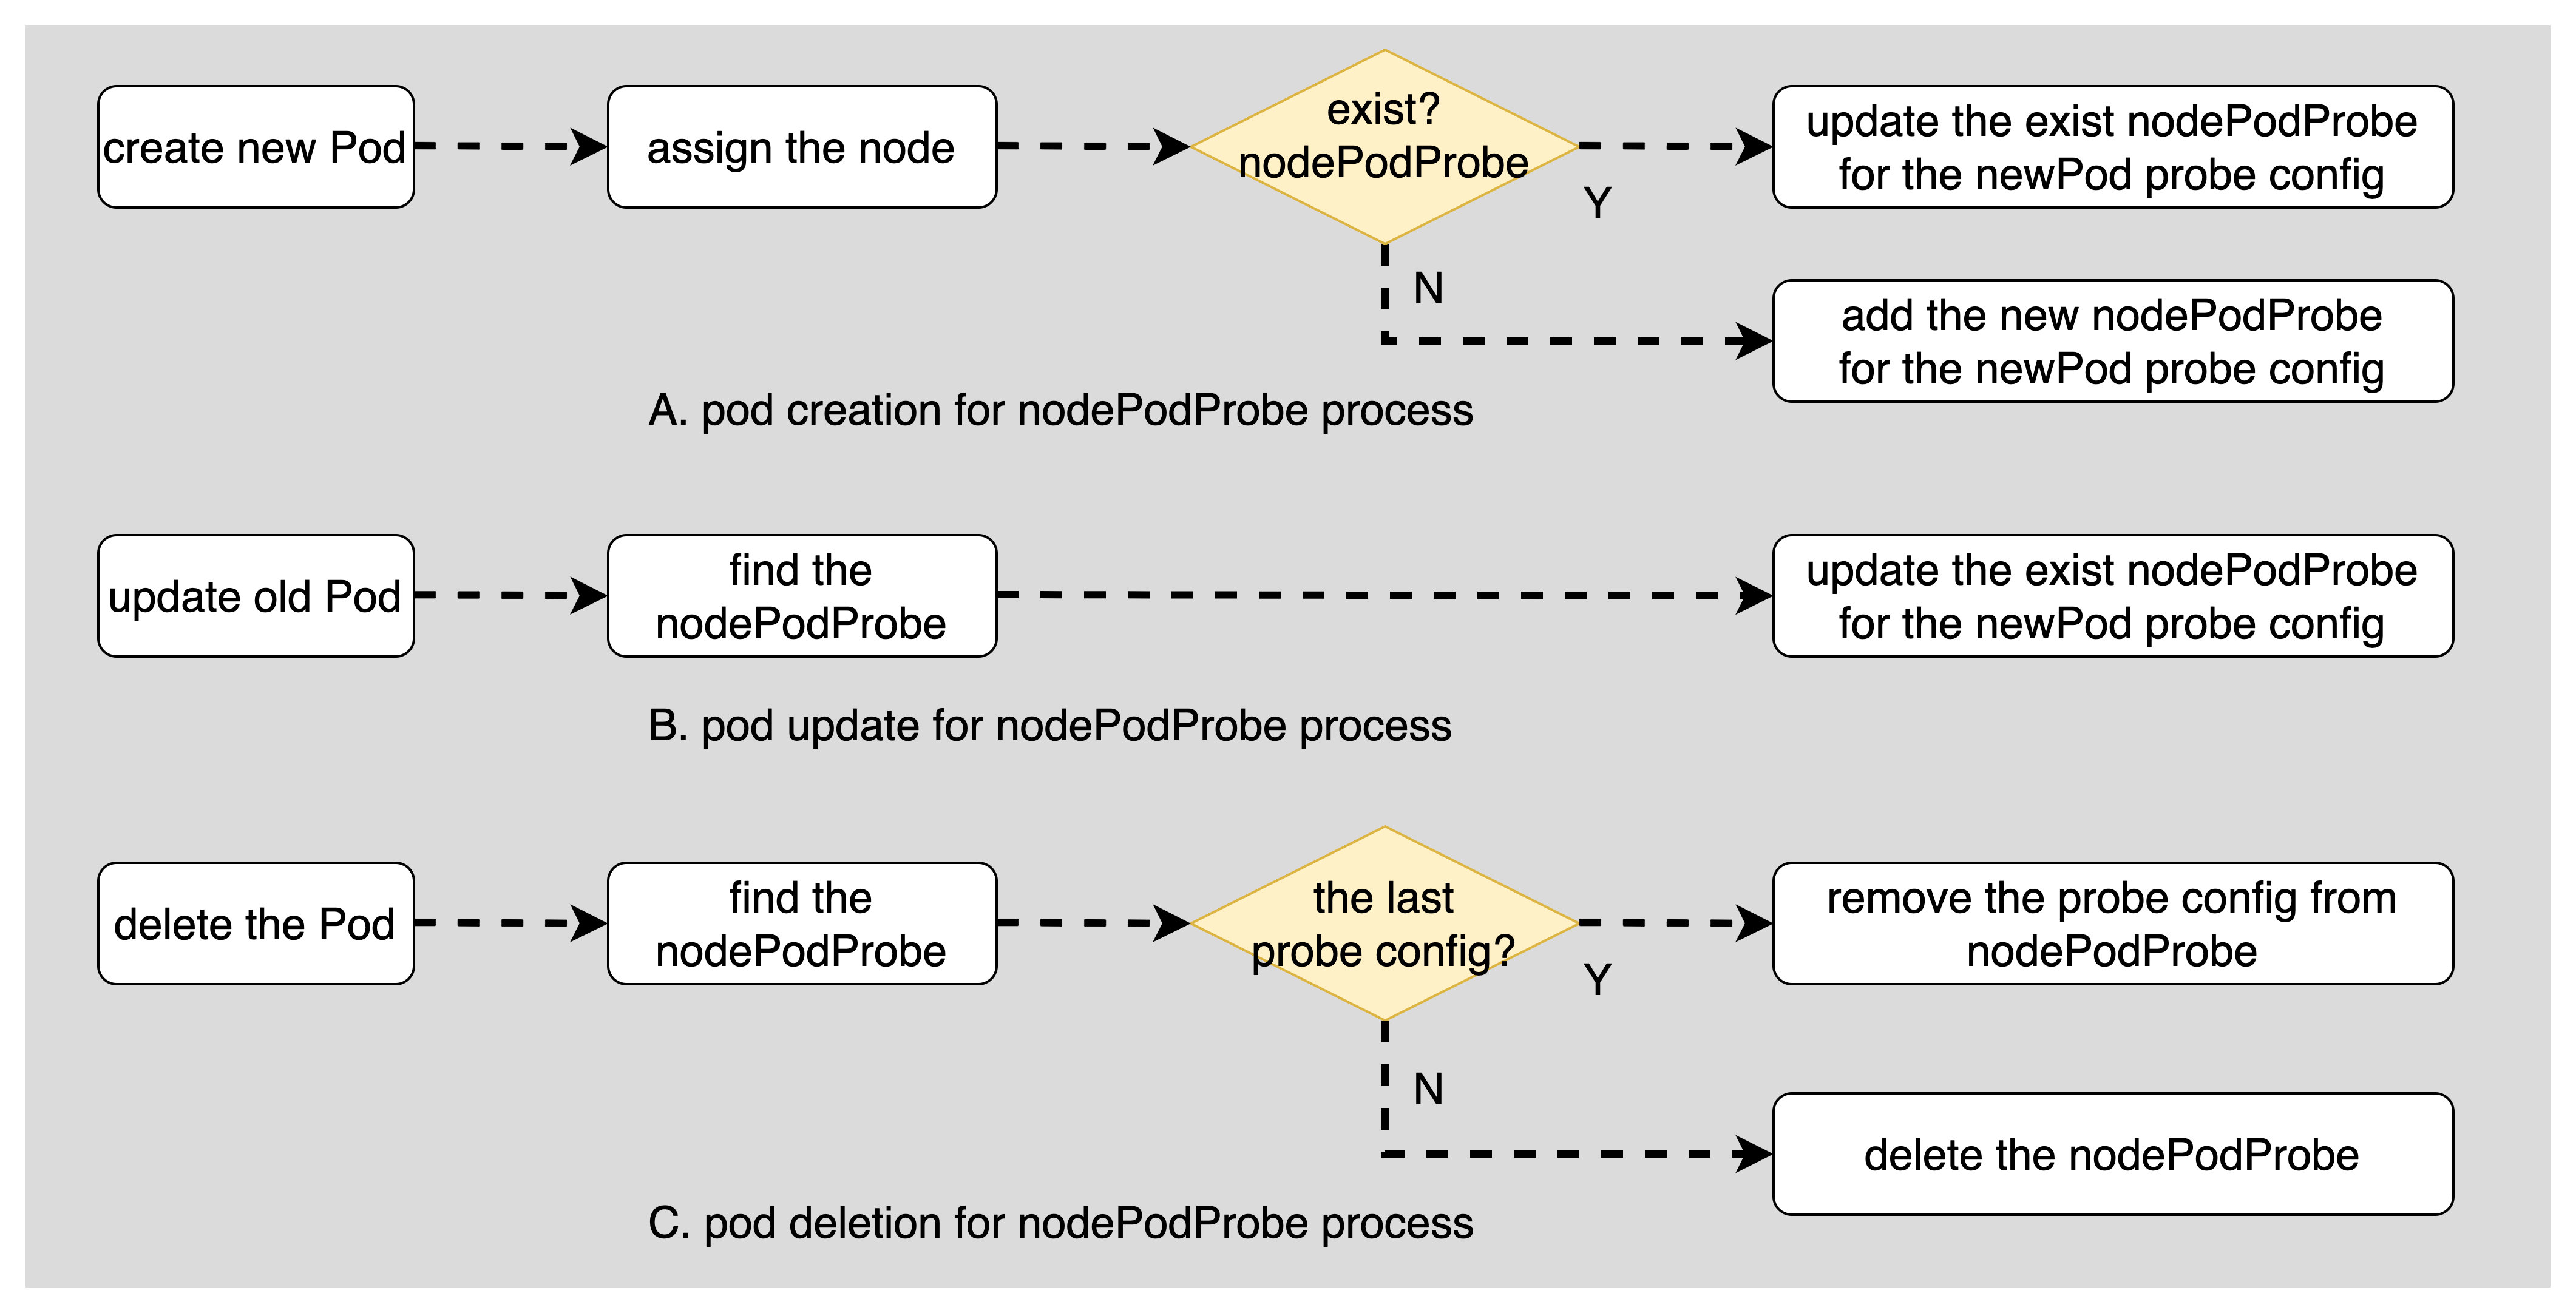 create new Pod
assign the node
exist?
nodePodProbe
Y
update the exist nodePodProbe
for the newPod probe config
N
add the new nodePodProbe
for the newPod probe config
A. pod creation for nodePodProbe process
update old Pod
find the
nodePodProbe
update the exist nodePodProbe
for the newPod probe config
B. pod update for nodePodProbe process
delete the Pod
find the
nodePodProbe
the last
probe config?
Y
remove the probe config from
nodePodProbe
N
delete the nodePodProbe
C. pod deletion for nodePodProbe process